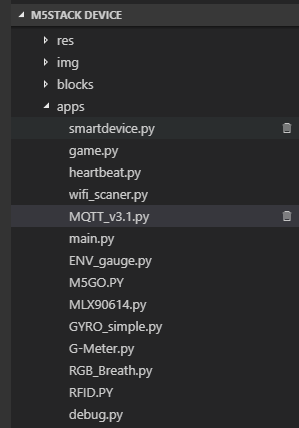 M5STACK DEVICE
res
img
blocks
apps
smartdevice.py
game.py
heartbeat.py
wifi_scaner.py
MQTT_v3.1.py
main.py
ENV_gauge.py
M5GO.PY
MLX90614.py
GYRO_simple.py
G-Meter.py
RGB_Breath.py
RFID.PY
debug.py